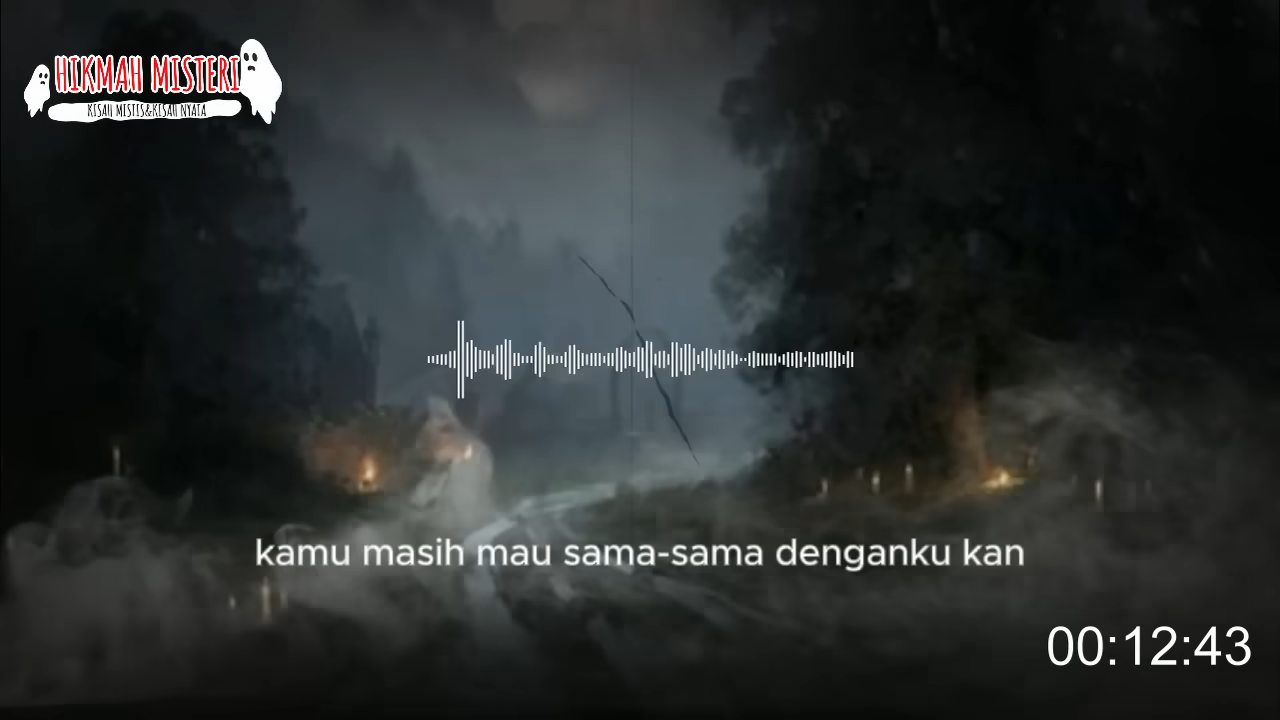 HIKMAH MISTERI
KISAH MISTIS&KISAH NYATA
kamu masih mau sama-sama denganku kan
00:12:43